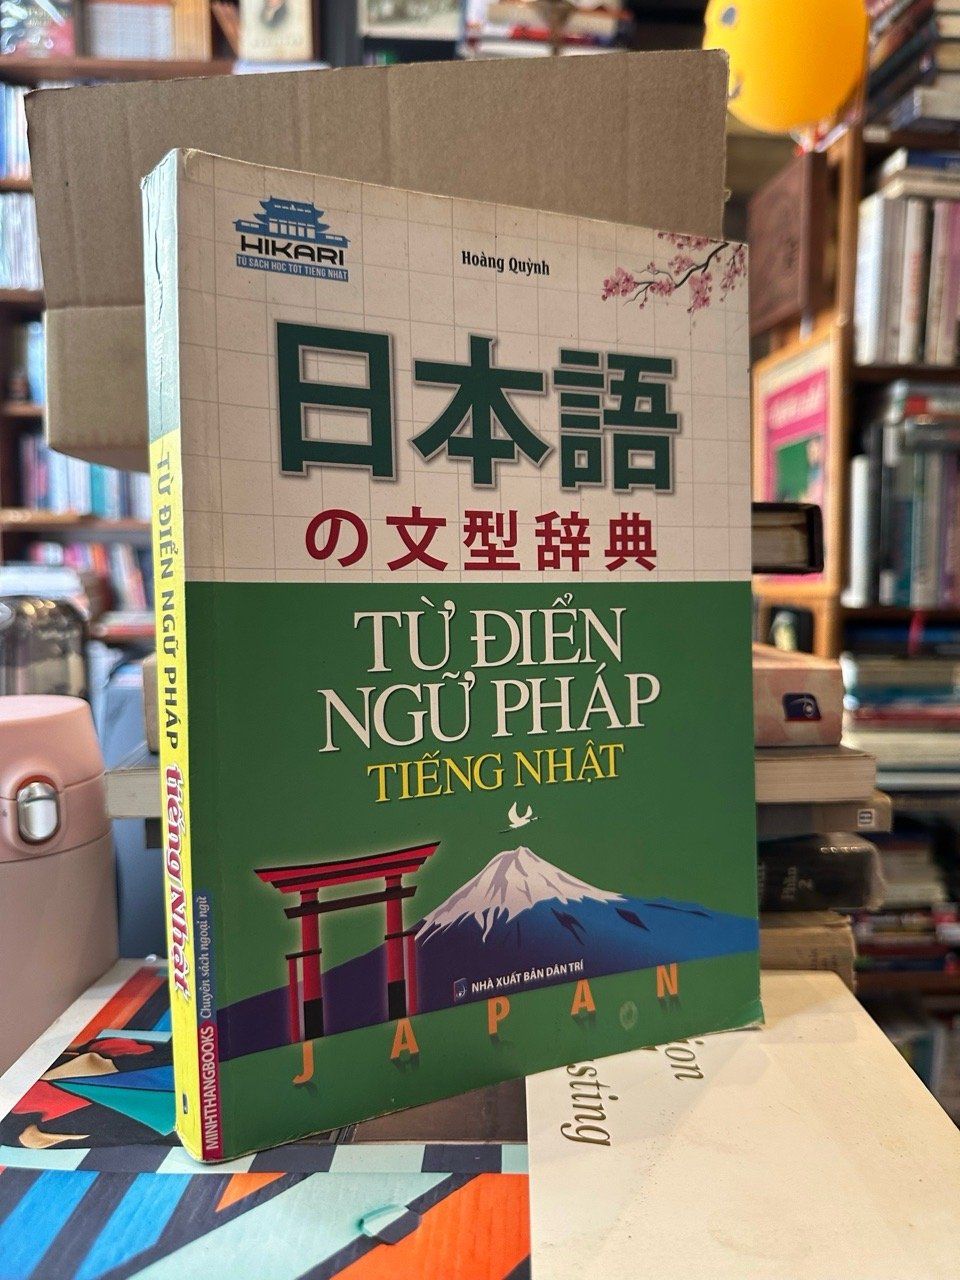 HIKARI
TỦ SÁCH HỌC TỐT TIẾNG NHẬT
Hoàng Quỳnh
日本語
の文型辞典
TỪ ĐIỂN
NGỮ PHÁP
TIẾNG NHẬT
NHÀ XUẤT BẢN DÂN TRÍ
JAPAN
TỪ ĐIỂN NGỮ PHÁP tiếng Nhật
MINHTHANGBOOKS Chuyên sách ngoại ngữ
sting